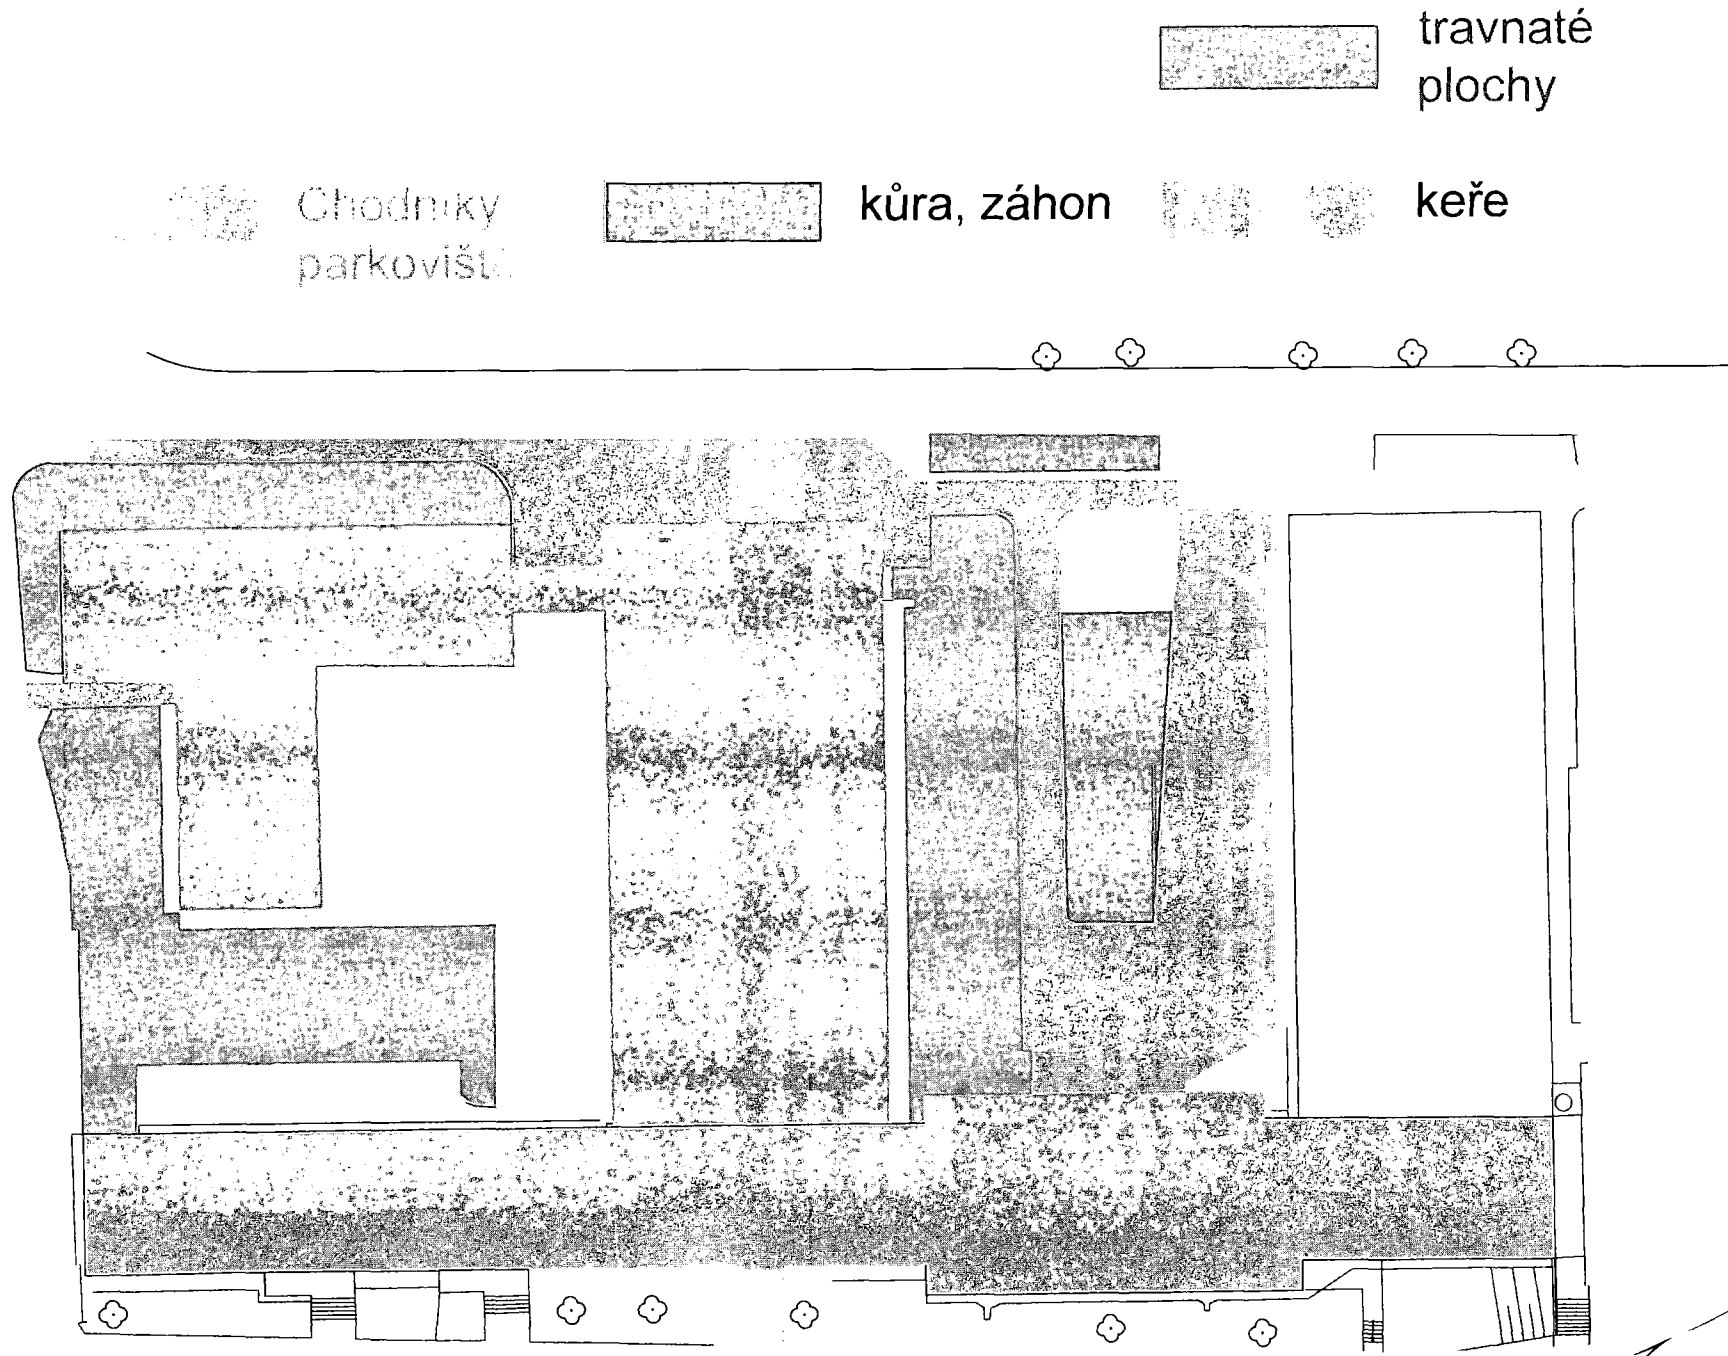 travnaté
plochy
Chodníky
kůra, záhon
keře
parkoviště